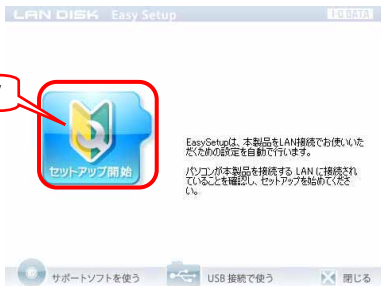 LAN DISK Easy Setup
I-O DATA
セットアップ開始
EasySetupは、本製品をLAN接続でお使いいた
だくための設定を自動で行います。
パソコンが本製品を接続する LAN に接続され
ていることを確認し、セットアップを始めてくださ
い。
サポートソフトを使う
USB 接続で使う
閉じる